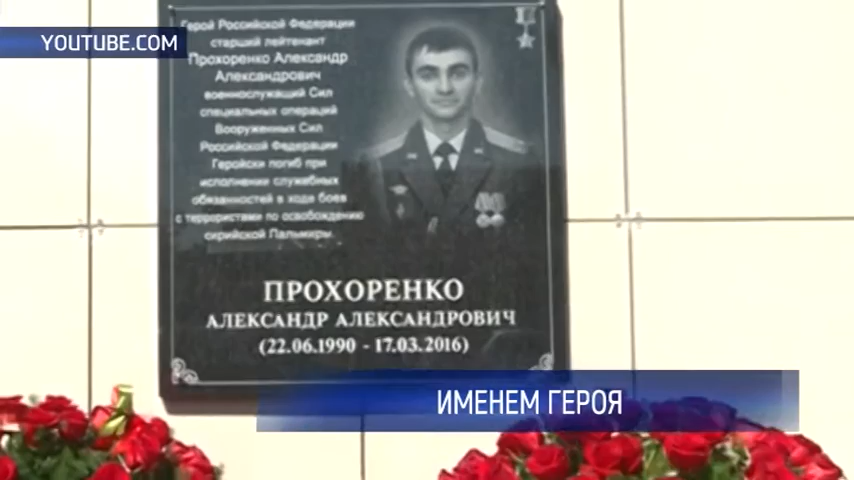 YOUTUBE.COM
Герой Российской Федерации
старший лейтенант
Прохоренко Александр
Александрович
военнослужащий Сил
специальных операций
Вооруженных Сил
Российской Федерации
Геройски погиб при
исполнении служебных
обязанностей в ходе боев
с террористами по освобождению
сирийской Пальмиры.
ПРОХОРЕНКО
АЛЕКСАНДР АЛЕКСАНДРОВИЧ
(22.06.1990 - 17.03.2016)
ИМЕНЕМ ГЕРОЯ